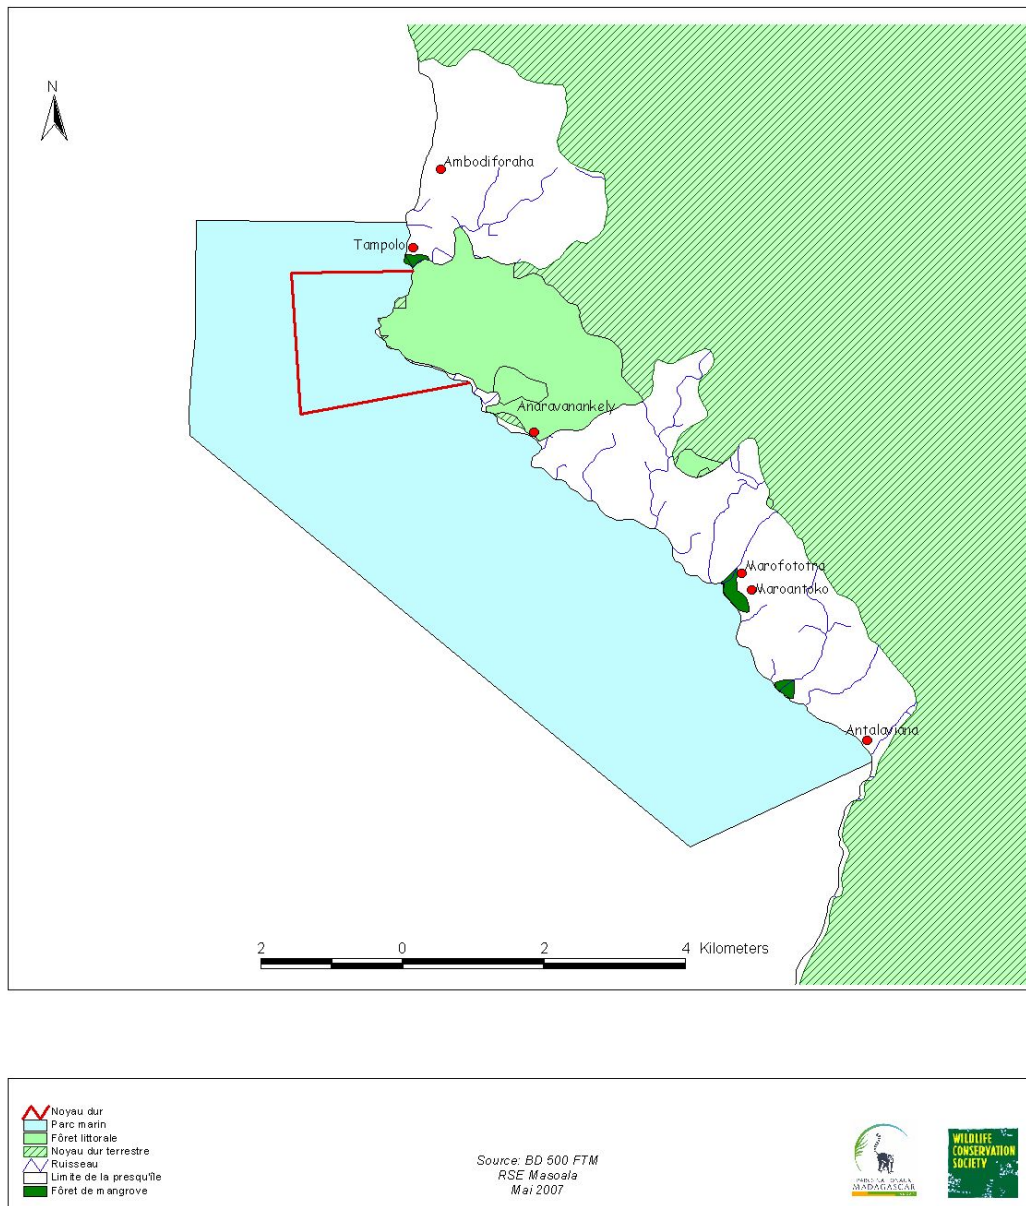 N
Ambodiforaha
Tampolo
Anaravanankely
Marofototra
Maroantoko
Antalaviana
2 0 2 4 Kilometers
Noyau dur
Parc marin
Fôret littorale
Noyau dur terrestre
Ruisseau
Limite de la presqu'île
Fôret de mangrove
Source: BD 500 FTM
RSE Masoala
Mai 2007
PARCS NATIONAUX
MADAGASCAR
WILDLIFE
CONSERVATION
SOCIETY